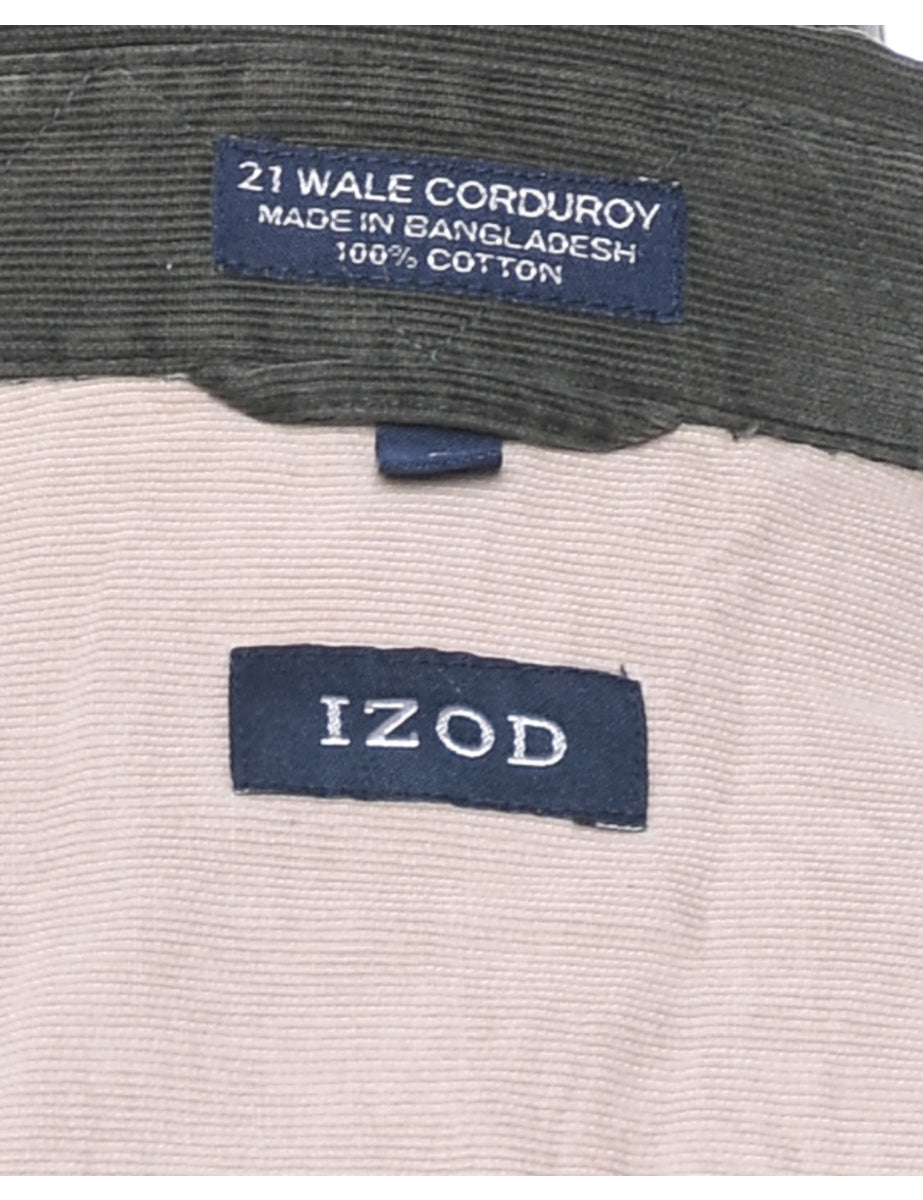 21 WALE CORDUROY
MADE IN BANGLADESH
100% COTTON
IZOD